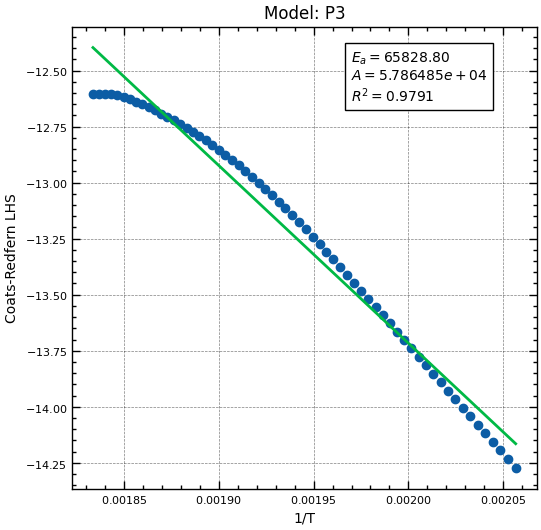 Model: P3
E_a = 65828.80
A = 5.786485e + 04
R^2 = 0.9791
Coats-Redfern LHS
−12.50
−12.75
−13.00
−13.25
−13.50
−13.75
−14.00
−14.25
0.00185 0.00190 0.00195 0.00200 0.00205
1/T